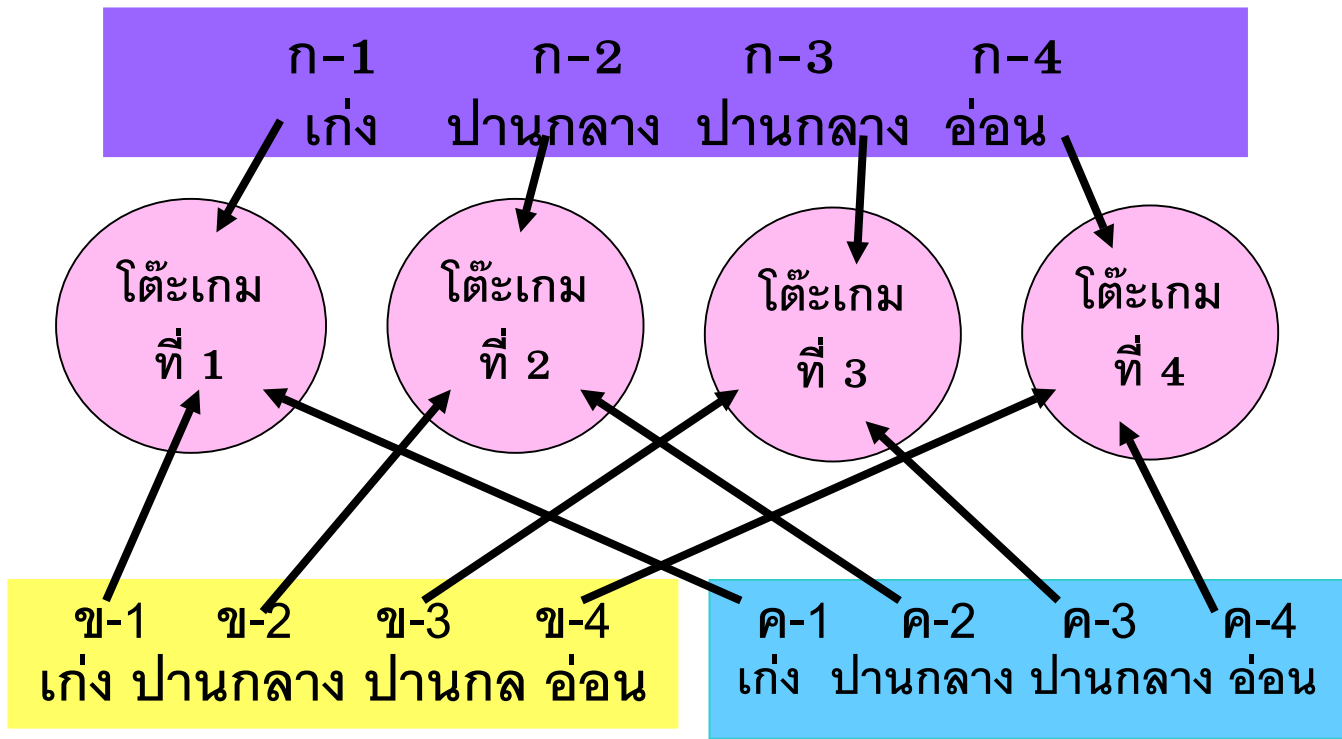 ก-1 ก-2 ก-3 ก-4
เก่ง ปานกลาง ปานกลาง อ่อน
โต๊ะเกม
ที่ 1
โต๊ะเกม
ที่ 2
โต๊ะเกม
ที่ 3
โต๊ะเกม
ที่ 4
ข-1 ข-2 ข-3 ข-4
เก่ง ปานกลาง ปานกล อ่อน
ค-1 ค-2 ค-3 ค-4
เก่ง ปานกลาง ปานกลาง อ่อน